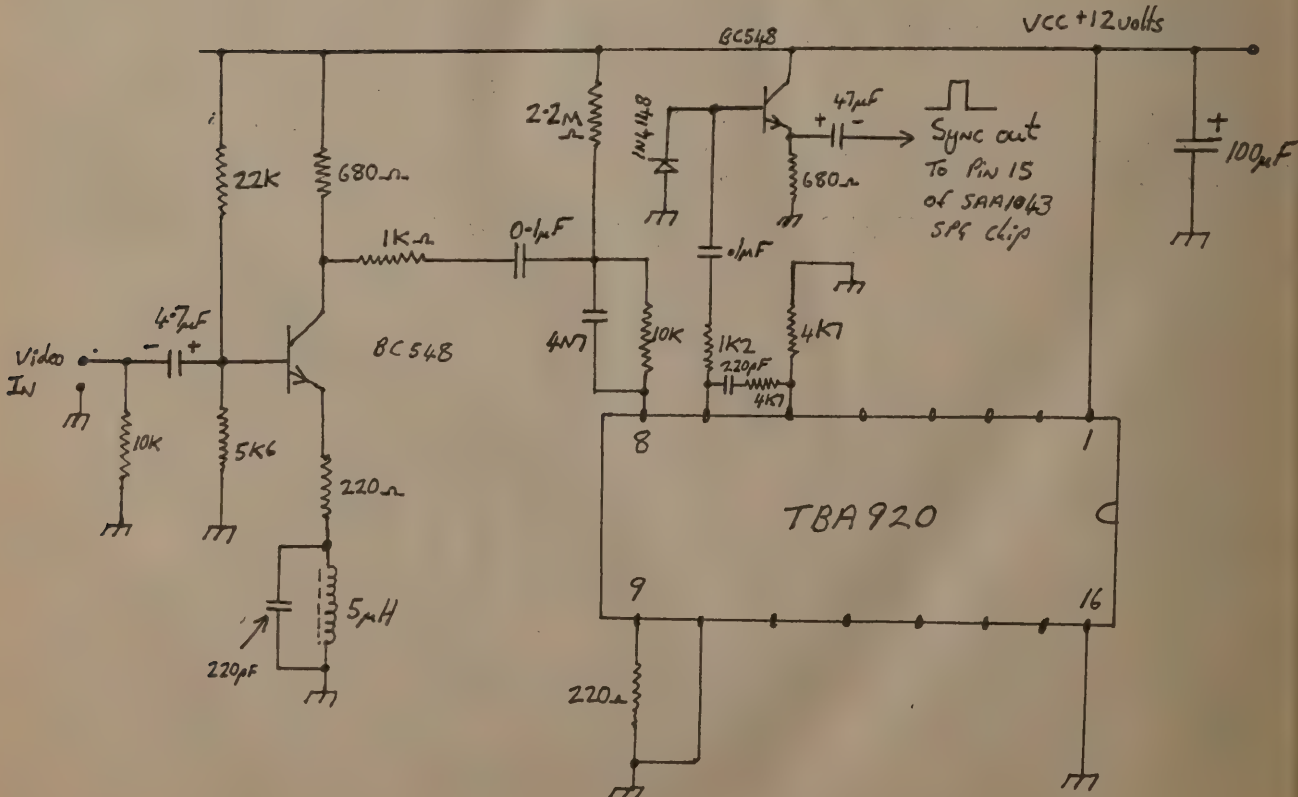 VCC +12volts
BC548
47µF
+ -
1N4148
2.2M
Ω
Sync out
To Pin 15
of SAA1043
SPG chip
+
100µF
22K
680Ω
680Ω
1KΩ
0.1µF
.1µF
4.7µF
- +
Video
IN
BC548
4N7
10K
1K2
220pF
4K7
4K7
10K
5K6
220Ω
8
1
TBA920
9
16
5µH
220pF
220Ω